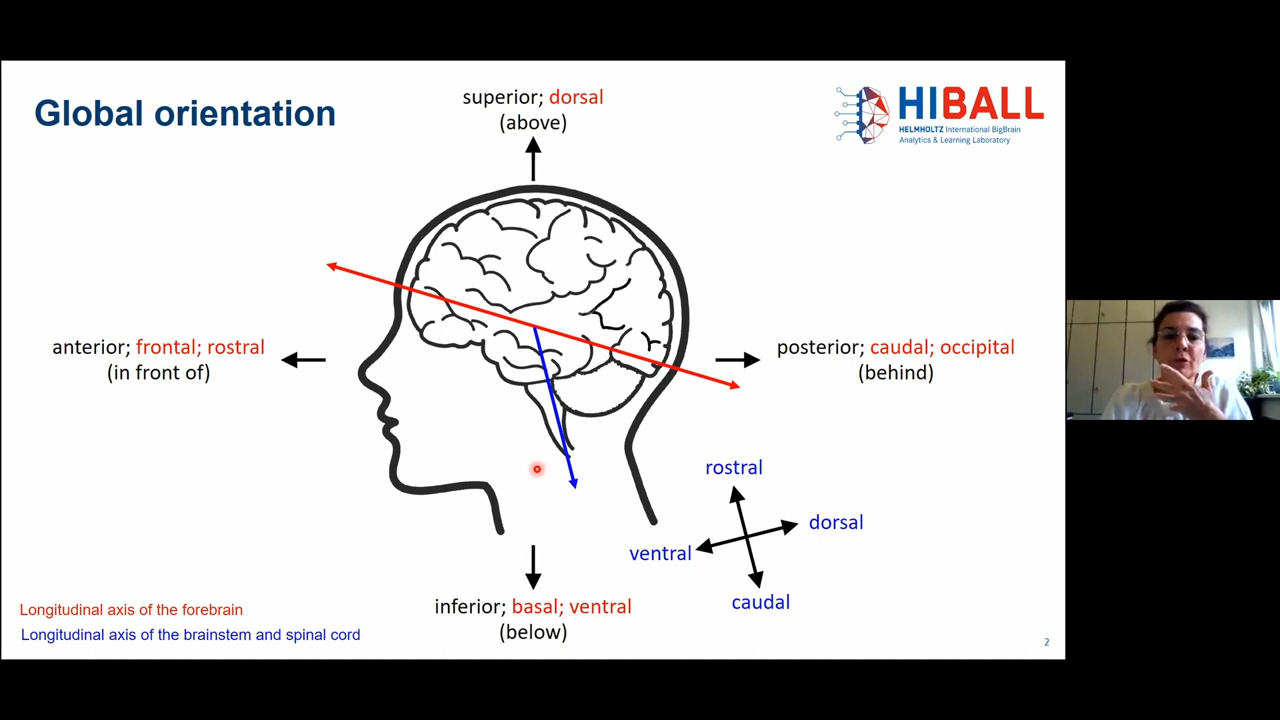 Global orientation
superior; dorsal
(above)
HIBALL
HELMHOLTZ International BigBrain
Analytics & Learning Laboratory
anterior; frontal; rostral
(in front of)
posterior; caudal; occipital
(behind)
rostral
dorsal
ventral
caudal
inferior; basal; ventral
(below)
Longitudinal axis of the forebrain
Longitudinal axis of the brainstem and spinal cord
2